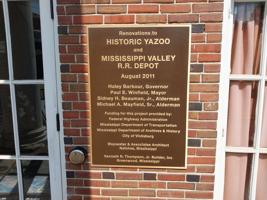 Renovations to
HISTORIC YAZOO
and
MISSISSIPPI VALLEY
R.R. DEPOT
August 2011
Haley Barbour, Governor
Paul E. Winfield, Mayor
Sidney H. Beauman, Jr., Alderman
Michael A. Mayfield, Sr., Alderman
Funding for this project provided by:
Federal Highway Administration
Mississippi Department of Transportation
Mississippi Department of Archives & History
City of Vicksburg
Waycaster & Associates Architect
Natchez, Mississippi
Kenneth R. Thompson, Jr. Builder, Inc
Greenwood, Mississippi